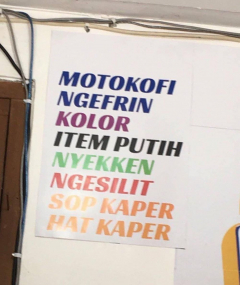 MOTOKOFI
NGEFRIN
KOLOR
ITEM PUTIH
NYEKKEN
NGESILIT
SOP KAPER
HAT KAPER